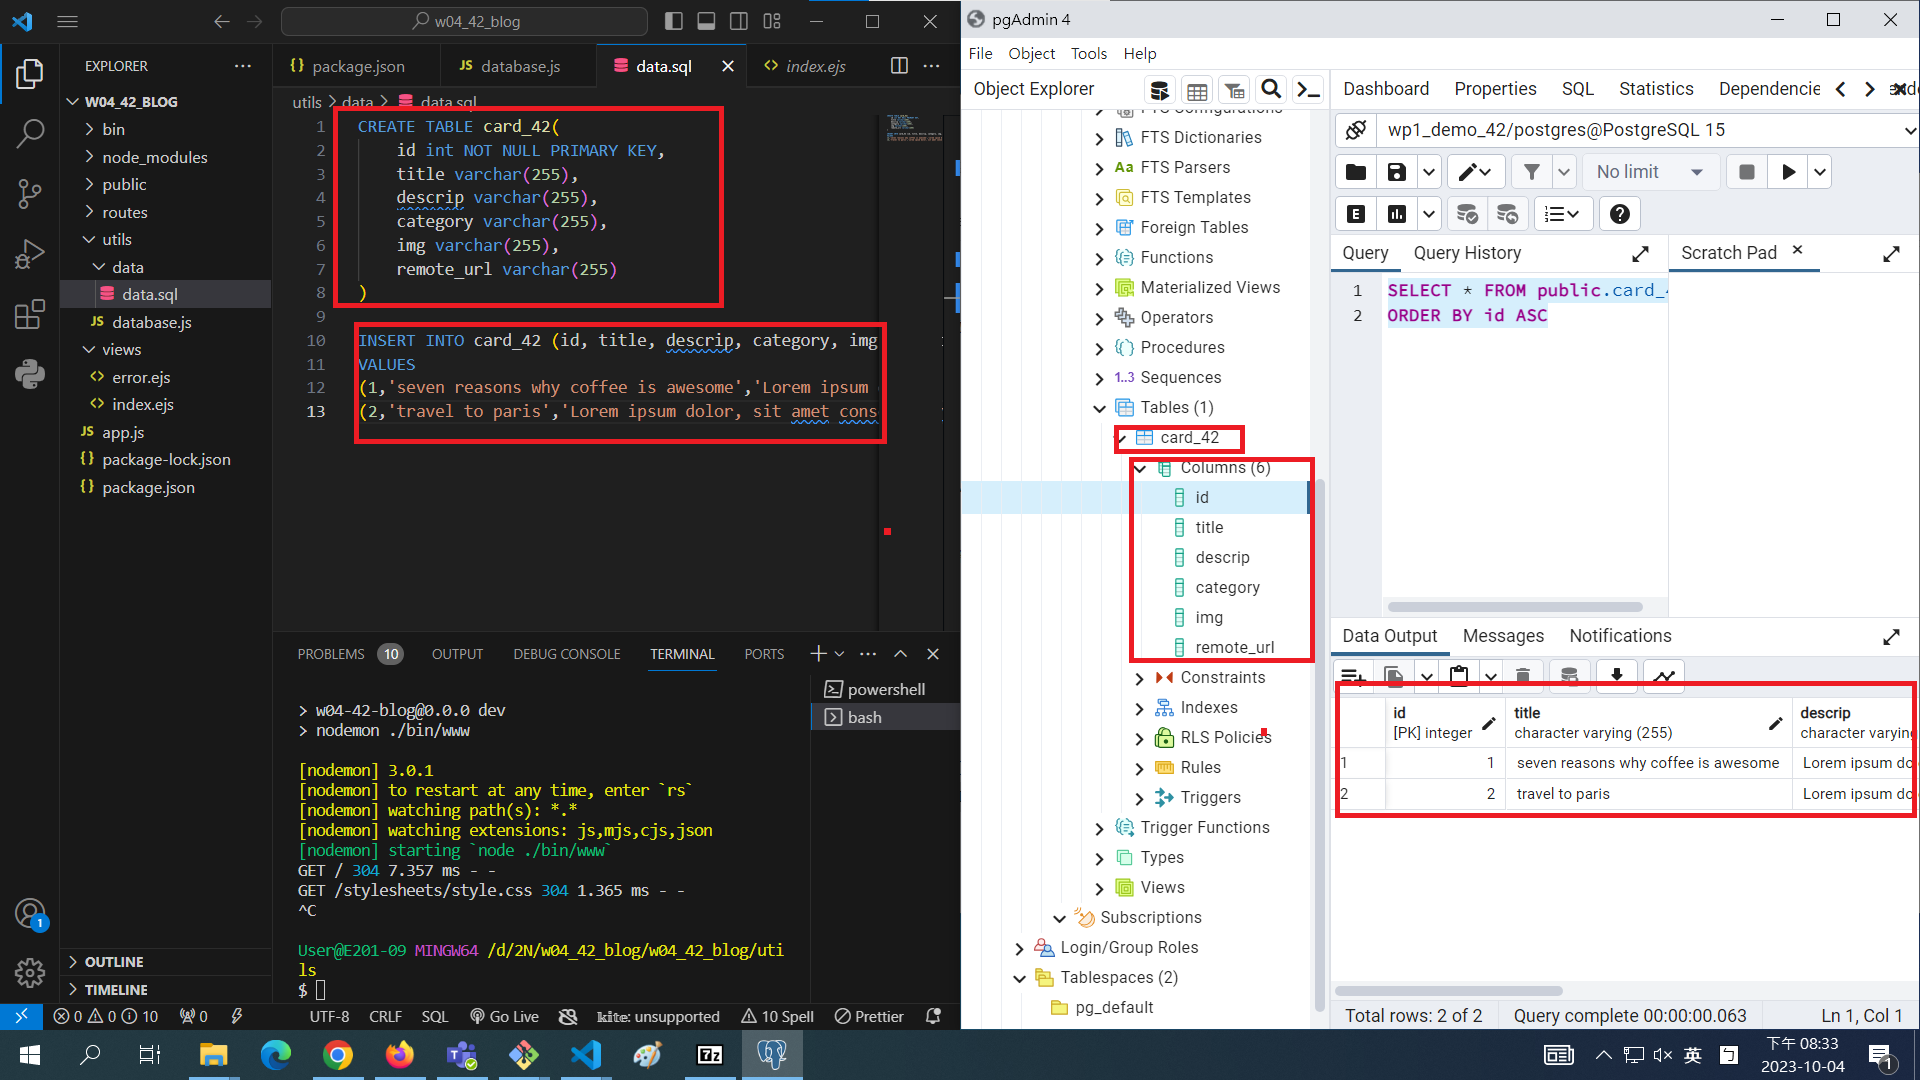 w04_42_blog
EXPLORER
W04_42_BLOG
bin
node_modules
public
routes
utils
data
data.sql
database.js
views
error.ejs
index.ejs
app.js
package-lock.json
package.json
OUTLINE
TIMELINE
package.json
database.js
data.sql
index.ejs
utils > data > data.sql
1 CREATE TABLE card_42(
2 id int NOT NULL PRIMARY KEY,
3 title varchar(255),
4 descrip varchar(255),
5 category varchar(255),
6 img varchar(255),
7 remote_url varchar(255)
8 )
9
10 INSERT INTO card_42 (id, title, descrip, category, img
11 VALUES
12 (1,'seven reasons why coffee is awesome','Lorem ipsum
13 (2,'travel to paris','Lorem ipsum dolor, sit amet cons
PROBLEMS 10 OUTPUT DEBUG CONSOLE TERMINAL PORTS
powershell
bash
> w04-42-blog@0.0.0 dev
> nodemon ./bin/www
[nodemon] 3.0.1
[nodemon] to restart at any time, enter `rs`
[nodemon] watching path(s): *.*
[nodemon] watching extensions: js,mjs,cjs,json
[nodemon] starting `node ./bin/www`
GET / 304 7.357 ms - -
GET /stylesheets/style.css 304 1.365 ms - -
^C
User@E201-09 MINGW64 /d/2N/w04_42_blog/w04_42_blog/uti
ls
$
1
0 0 10 0 UTF-8 CRLF SQL Go Live kite: unsupported 10 Spell Prettier
pgAdmin 4
File Object Tools Help
Object Explorer
FTS Configurations
FTS Dictionaries
Aa FTS Parsers
FTS Templates
Foreign Tables
Functions
Materialized Views
Operators
Procedures
1..3 Sequences
Tables (1)
card_42
Columns (6)
id
title
descrip
category
img
remote_url
Constraints
Indexes
RLS Policies
Rules
Triggers
Trigger Functions
Types
Views
Subscriptions
Login/Group Roles
Tablespaces (2)
pg_default
Dashboard Properties SQL Statistics Dependencie
wp1_demo_42/postgres@PostgreSQL 15
No limit
E
Query Query History Scratch Pad
1 SELECT * FROM public.card_4
2 ORDER BY id ASC
Data Output Messages Notifications
id title descrip
[PK] integer character varying (255) character varying
1 1 seven reasons why coffee is awesome Lorem ipsum do
2 2 travel to paris Lorem ipsum do
Total rows: 2 of 2 Query complete 00:00:00.063 Ln 1, Col 1
7z
英
下午 08:33
2023-10-04
1